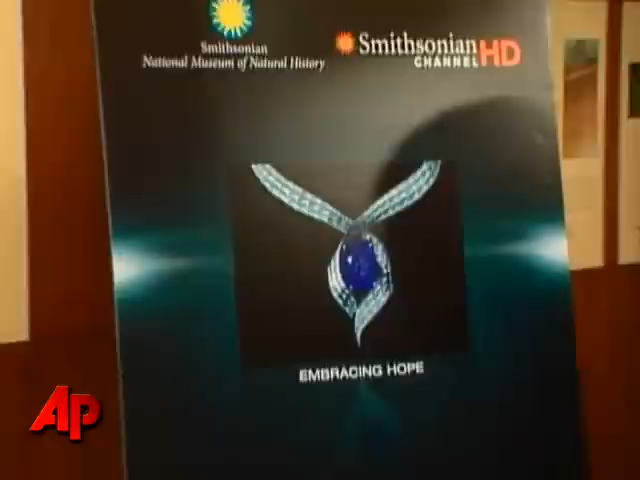 Smithsonian
National Museum of Natural History
Smithsonian
CHANNEL HD
EMBRACING HOPE
AP